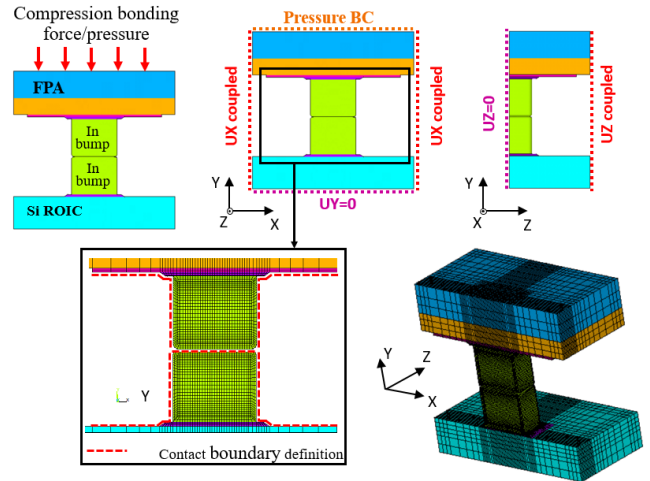 Compression bonding
force/pressure
FPA
In
bump
In
bump
Si ROIC
Pressure BC
UX coupled
UX coupled
UY=0
Y
Z
X
UZ=0
UZ coupled
Y
X
Z
Y
Contact boundary definition
Y
Z
X